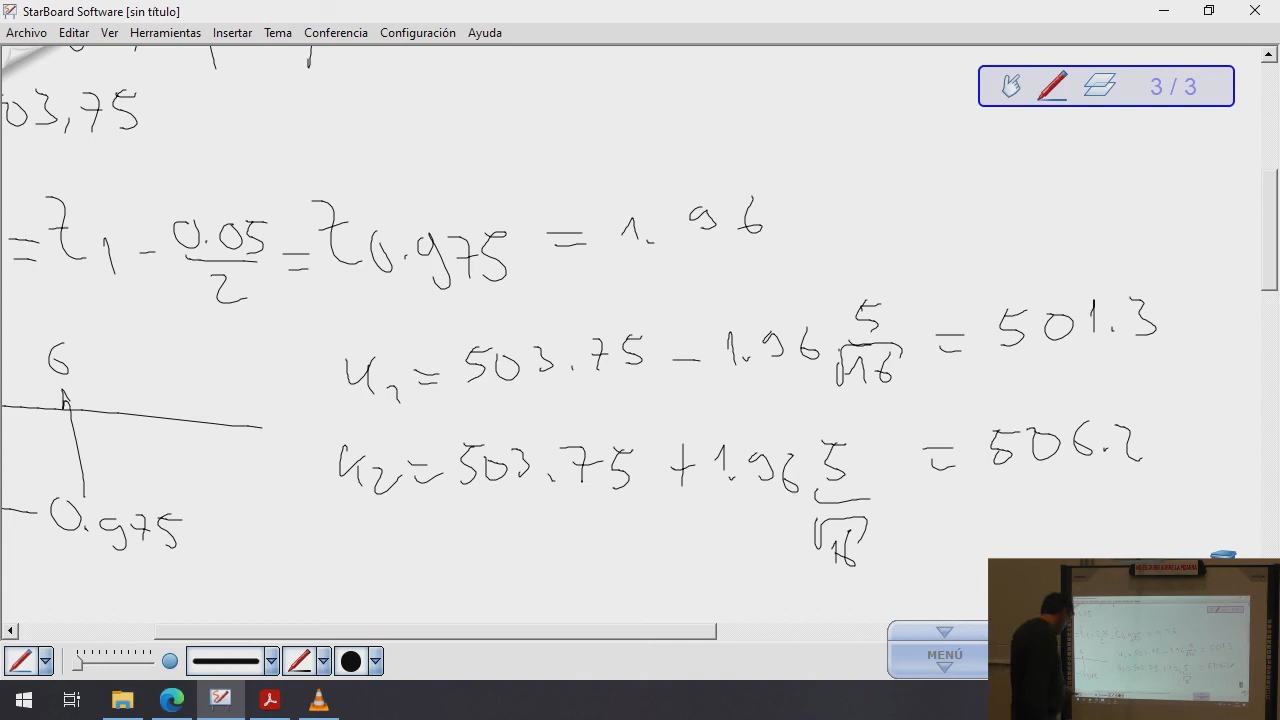 StarBoard Software [sin título]
Archivo Editar Ver Herramientas Insertar Tema Conferencia Configuración Ayuda
3 / 3
03,75
= z 1 - 0.05/2 = z 0.975 = 1.96
6
u1 = 503.75 - 1.96 5/√16 = 501.3
u2 = 503.75 + 1.96 5/√16 = 506.2
- 0.975
MENÚ